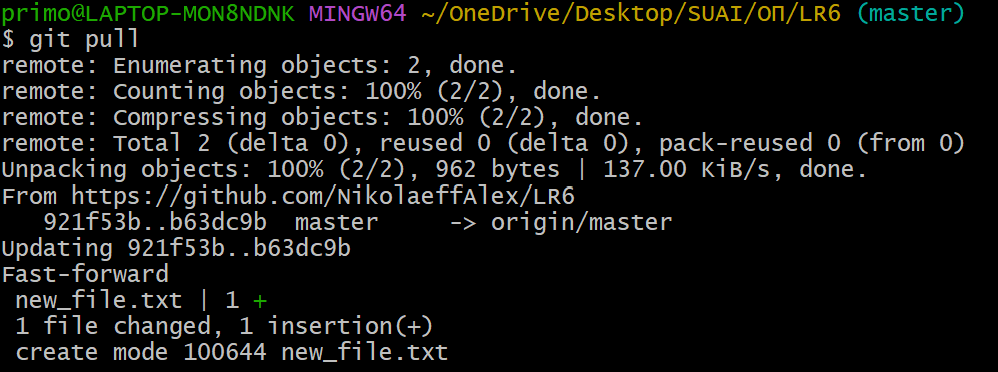 primo@LAPTOP-MON8NDNK MINGW64 ~/OneDrive/Desktop/SUAI/ОП/LR6 (master)
$ git pull
remote: Enumerating objects: 2, done.
remote: Counting objects: 100% (2/2), done.
remote: Compressing objects: 100% (2/2), done.
remote: Total 2 (delta 0), reused 0 (delta 0), pack-reused 0 (from 0)
Unpacking objects: 100% (2/2), 962 bytes | 137.00 KiB/s, done.
From https://github.com/NikolaeffAlex/LR6
   921f53b..b63dc9b  master     -> origin/master
Updating 921f53b..b63dc9b
Fast-forward
 new_file.txt | 1 +
 1 file changed, 1 insertion(+)
 create mode 100644 new_file.txt